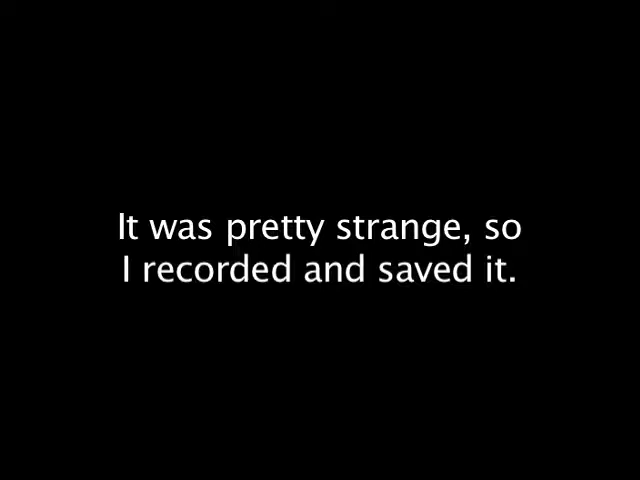 It was pretty strange, so
I recorded and saved it.